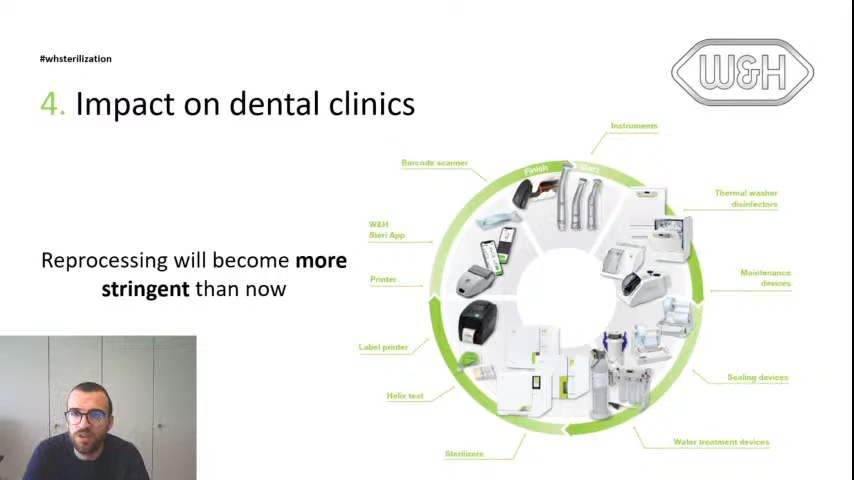 #whsterilization
W&H
4. Impact on dental clinics
Instruments
Finish
Start
Barcode scanner
Thermal washer
disinfectors
W&H
Steri App
Reprocessing will become more
stringent than now
Printer
Maintenance
devices
Label printer
Sealing devices
Helix test
Water treatment devices
Sterilizers